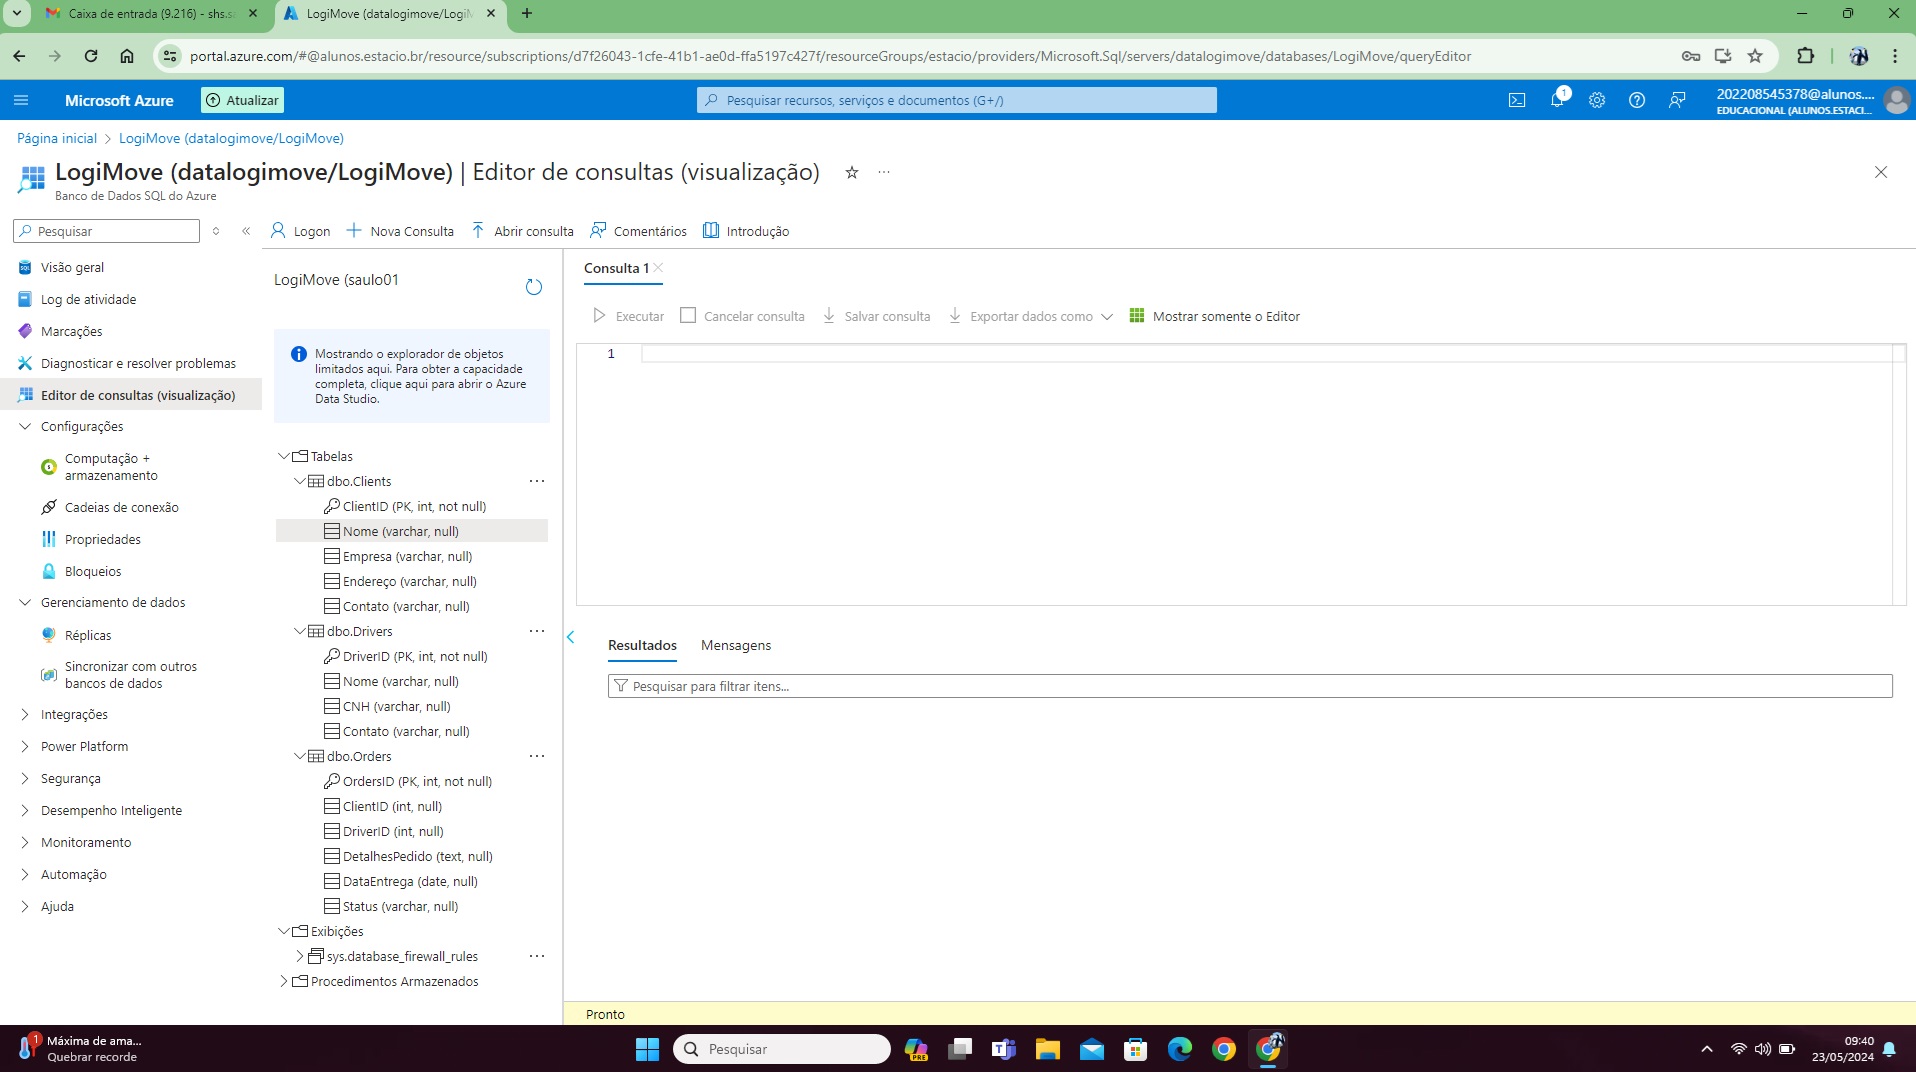 Caixa de entrada (9.216) - shs.s
LogiMove (datalogimove/LogiM
portal.azure.com/#@alunos.estacio.br/resource/subscriptions/d7f26043-1cfe-41b1-ae0d-ffa5197c427f/resourceGroups/estacio/providers/Microsoft.Sql/servers/datalogimove/databases/LogiMove/queryEditor
Microsoft Azure
Atualizar
Pesquisar recursos, serviços e documentos (G+/)
1
202208545378@alunos....
EDUCACIONAL (ALUNOS.ESTACI...
Página inicial > LogiMove (datalogimove/LogiMove)
LogiMove (datalogimove/LogiMove) | Editor de consultas (visualização)
Banco de Dados SQL do Azure
Pesquisar
Visão geral
Log de atividade
Marcações
Diagnosticar e resolver problemas
Editor de consultas (visualização)
Configurações
Computação +
armazenamento
Cadeias de conexão
Propriedades
Bloqueios
Gerenciamento de dados
Réplicas
Sincronizar com outros
bancos de dados
Integrações
Power Platform
Segurança
Desempenho Inteligente
Monitoramento
Automação
Ajuda
Logon
Nova Consulta
Abrir consulta
Comentários
Introdução
LogiMove (saulo01
Mostrando o explorador de objetos
limitados aqui. Para obter a capacidade
completa, clique aqui para abrir o Azure
Data Studio.
Tabelas
dbo.Clients
ClientID (PK, int, not null)
Nome (varchar, null)
Empresa (varchar, null)
Endereço (varchar, null)
Contato (varchar, null)
dbo.Drivers
DriverID (PK, int, not null)
Nome (varchar, null)
CNH (varchar, null)
Contato (varchar, null)
dbo.Orders
OrdersID (PK, int, not null)
ClientID (int, null)
DriverID (int, null)
DetalhesPedido (text, null)
DataEntrega (date, null)
Status (varchar, null)
Exibições
sys.database_firewall_rules
Procedimentos Armazenados
Consulta 1
Executar
Cancelar consulta
Salvar consulta
Exportar dados como
Mostrar somente o Editor
1
Resultados
Mensagens
Pesquisar para filtrar itens...
Pronto
1
Máxima de ama...
Quebrar recorde
Pesquisar
PRE
09:40
23/05/2024